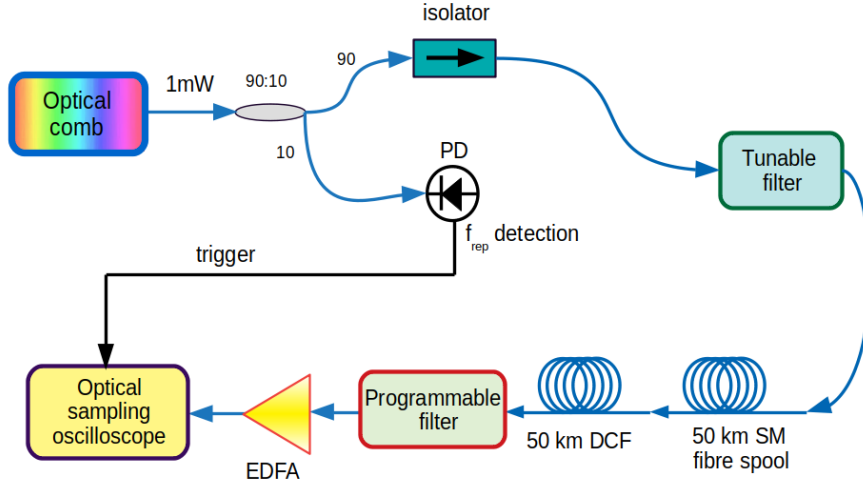 isolator
90
1mW
90:10
Optical
comb
10
PD
Tunable
filter
f_rep detection
trigger
Optical
sampling
oscilloscope
EDFA
Programmable
filter
50 km DCF
50 km SM
fibre spool